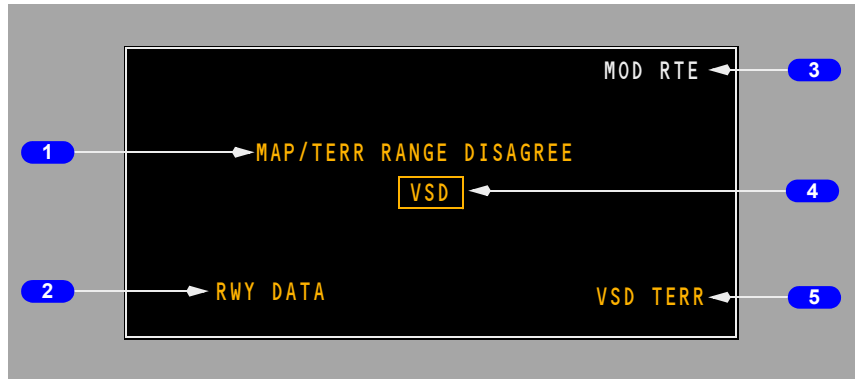 MOD RTE 3
1 MAP/TERR RANGE DISAGREE
VSD 4
2 RWY DATA
VSD TERR 5